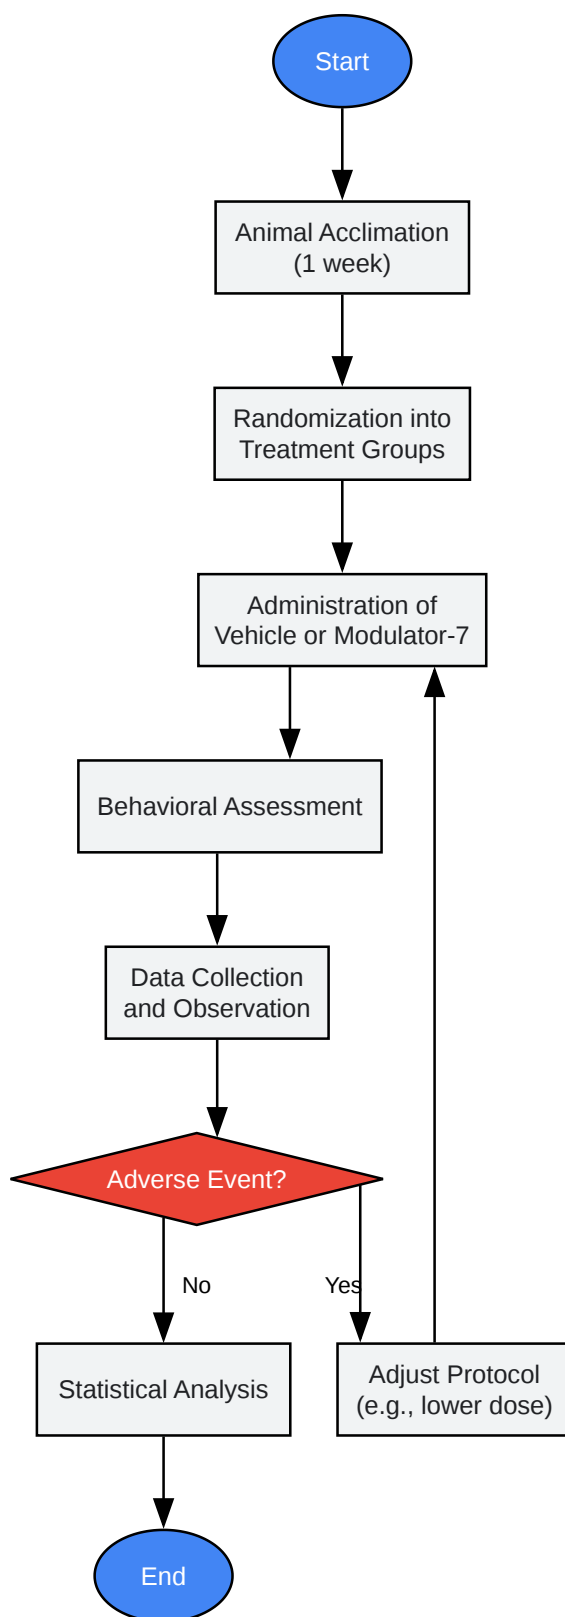 Start
Animal Acclimation
(1 week)
Randomization into
Treatment Groups
Administration of
Vehicle or Modulator-7
Behavioral Assessment
Data Collection
and Observation
Adverse Event?
No
Yes
Statistical Analysis
Adjust Protocol
(e.g., lower dose)
End